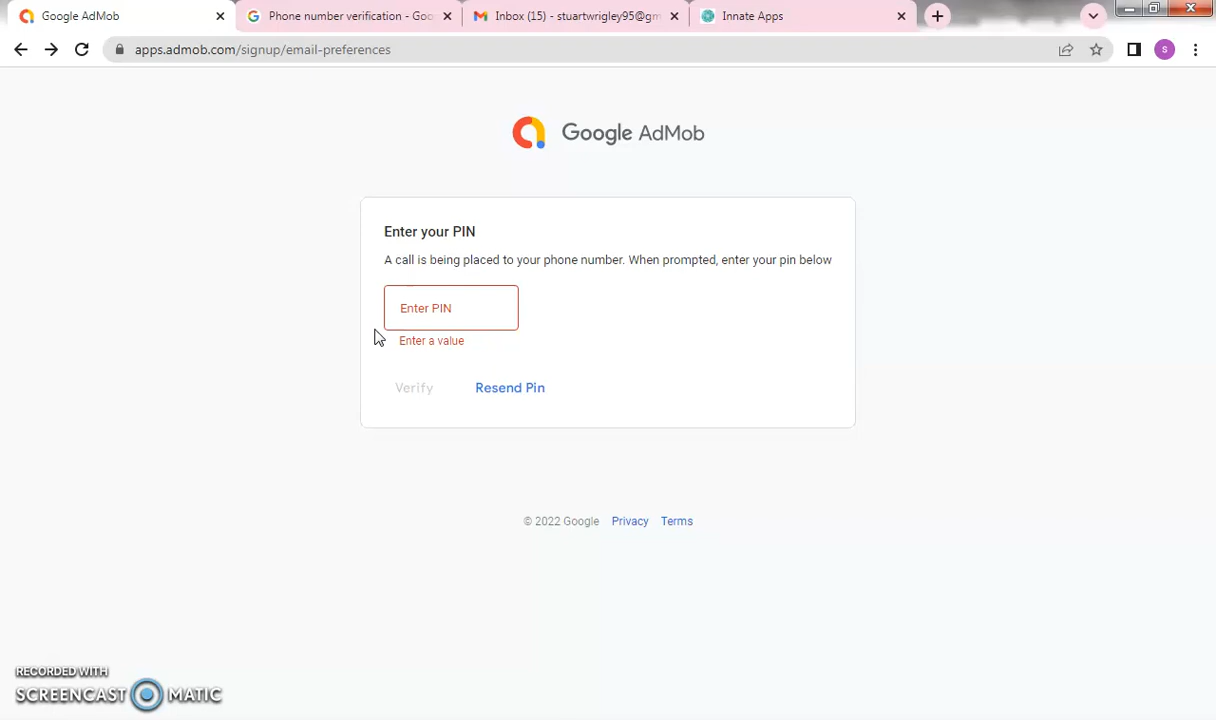 Google AdMob
Phone number verification - Goo
Inbox (15) - stuartwrigley95@gm
Innate Apps
apps.admob.com/signup/email-preferences
S
Google AdMob
Enter your PIN
A call is being placed to your phone number. When prompted, enter your pin below
Enter PIN
Enter a value
Verify
Resend Pin
© 2022 Google Privacy Terms
RECORDED WITH
SCREENCAST MATIC